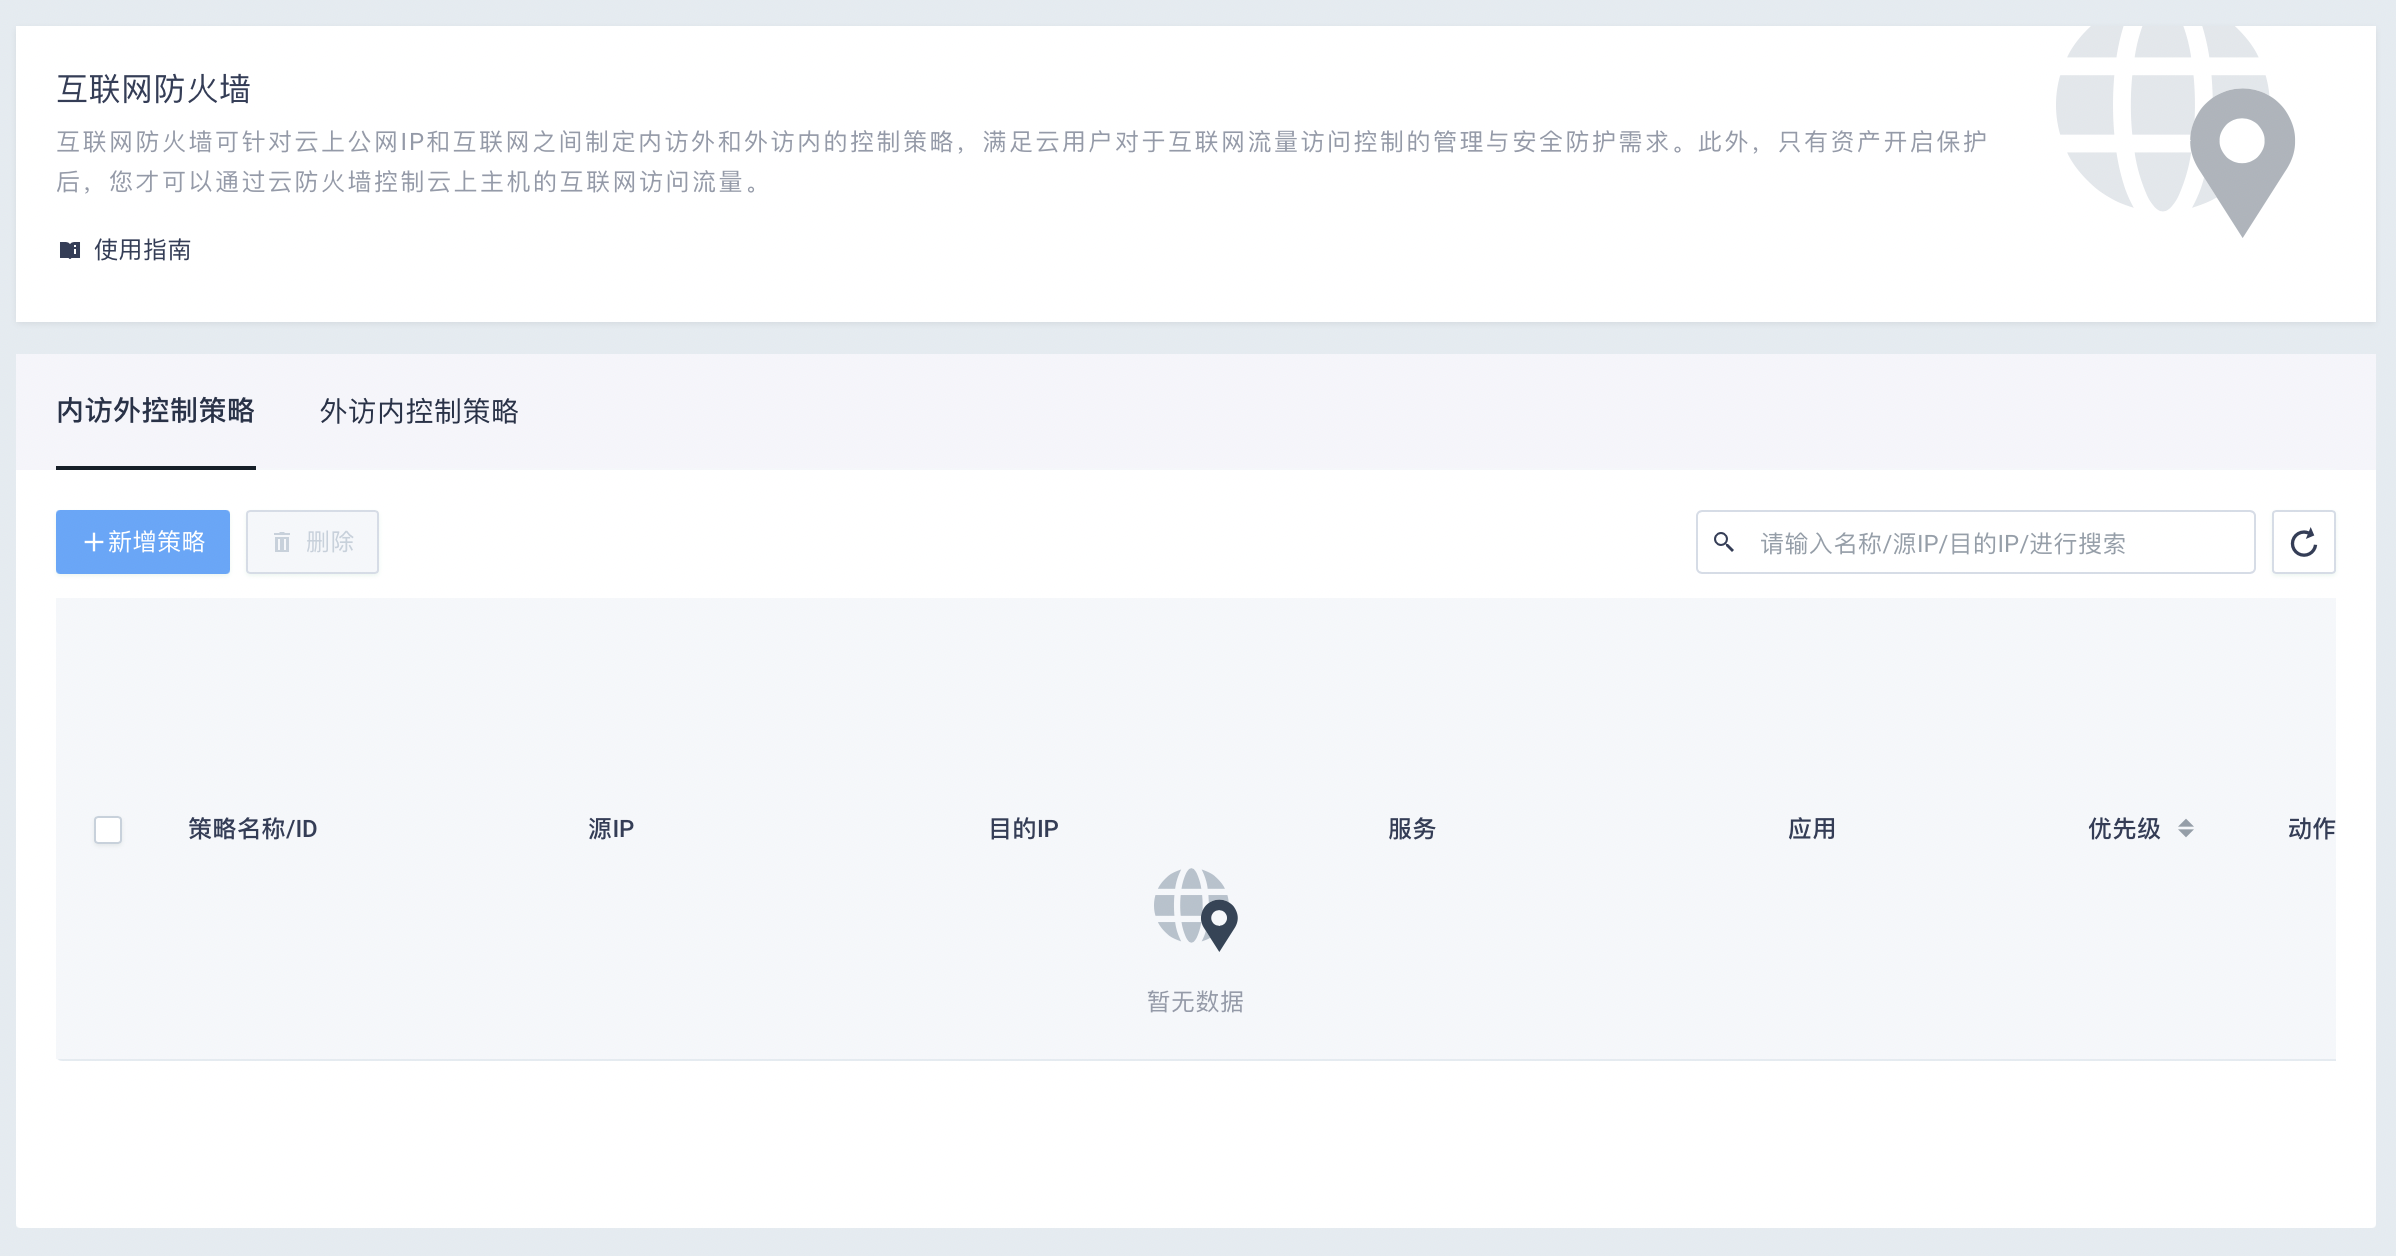 互联网防火墙
互联网防火墙可针对云上公网IP和互联网之间制定内访外和外访内的控制策略，满足云用户对于互联网流量访问控制的管理与安全防护需求。此外，只有资产开启保护
后，您才可以通过云防火墙控制云上主机的互联网访问流量。
使用指南
内访外控制策略 外访内控制策略
+新增策略 删除 请输入名称/源IP/目的IP/进行搜索
策略名称/ID 源IP 目的IP 服务 应用 优先级 动作
暂无数据